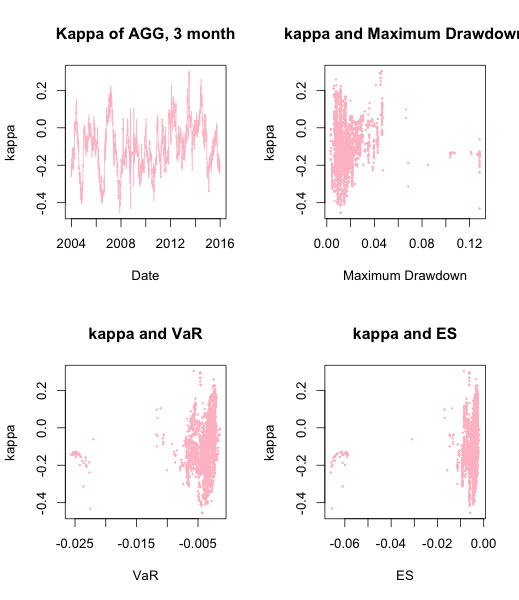 Kappa of AGG, 3 month
kappa
0.2
0.0
-0.2
-0.4
2004 2008 2012 2016
Date
kappa and Maximum Drawdown
kappa
0.2
0.0
-0.2
-0.4
0.00 0.04 0.08 0.12
Maximum Drawdown
kappa and VaR
kappa
0.2
0.0
-0.2
-0.4
-0.025 -0.015 -0.005
VaR
kappa and ES
kappa
0.2
0.0
-0.2
-0.4
-0.06 -0.04 -0.02 0.00
ES